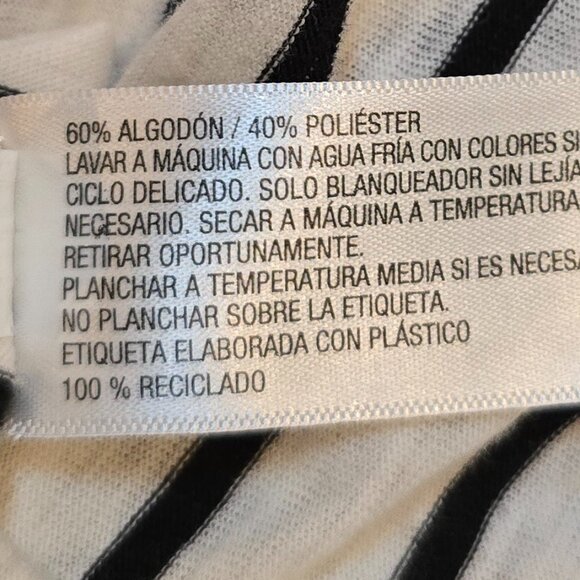 60% ALGODÓN / 40% POLIÉSTER
LAVAR A MÁQUINA CON AGUA FRÍA CON COLORES
CICLO DELICADO. SOLO BLANQUEADOR SIN LEJÍA
NECESARIO. SECAR A MÁQUINA A TEMPERATURA
RETIRAR OPORTUNAMENTE.
PLANCHAR A TEMPERATURA MEDIA SI ES
NO PLANCHAR SOBRE LA ETIQUETA.
ETIQUETA ELABORADA CON PLÁSTICO
100 % RECICLADO